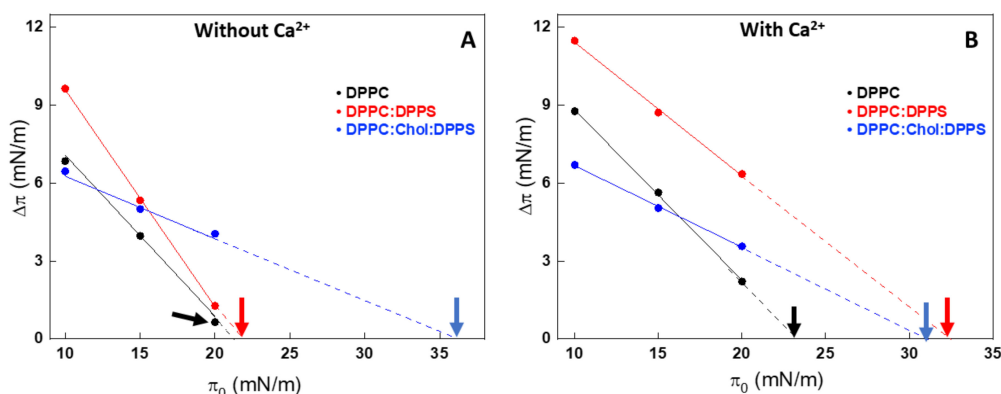 Without Ca²⁺
A
DPPC
DPPC:DPPS
DPPC:Chol:DPPS
Δπ (mN/m)
12
9
6
3
0
10 15 20 25 30 35
π₀ (mN/m)
With Ca²⁺
B
DPPC
DPPC:DPPS
DPPC:Chol:DPPS
Δπ (mN/m)
12
9
6
3
0
10 15 20 25 30 35
π₀ (mN/m)